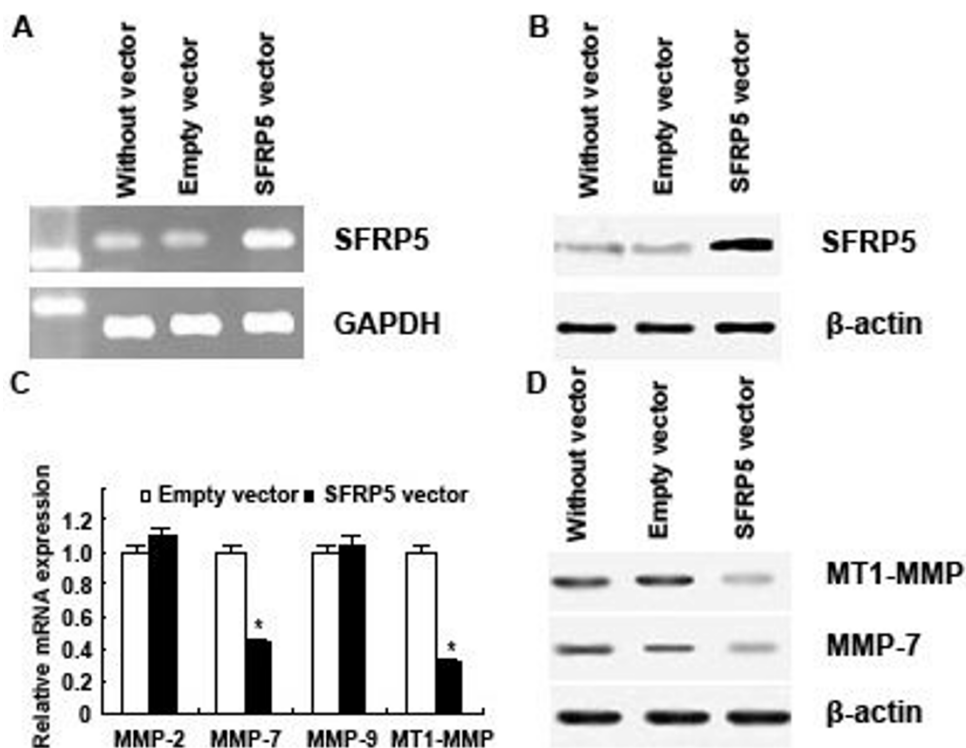 A
Without vector
Empty vector
SFRP5 vector
SFRP5
GAPDH
B
Without vector
Empty vector
SFRP5 vector
SFRP5
β-actin
C
Relative mRNA expression
Empty vector SFRP5 vector
1.2
1.0
0.8
0.6
0.4
0.2
0
*
*
MMP-2 MMP-7 MMP-9 MT1-MMP
D
Without vector
Empty vector
SFRP5 vector
MT1-MMP
MMP-7
β-actin